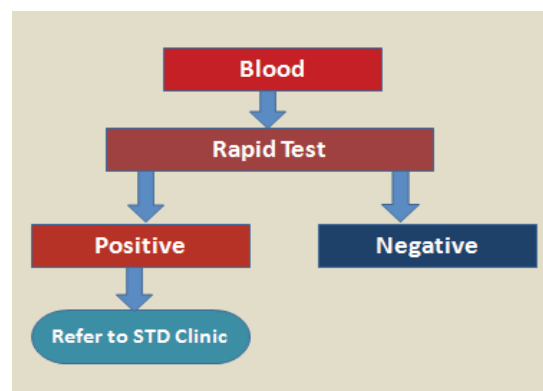 Blood
Rapid Test
Positive
Negative
Refer to STD Clinic